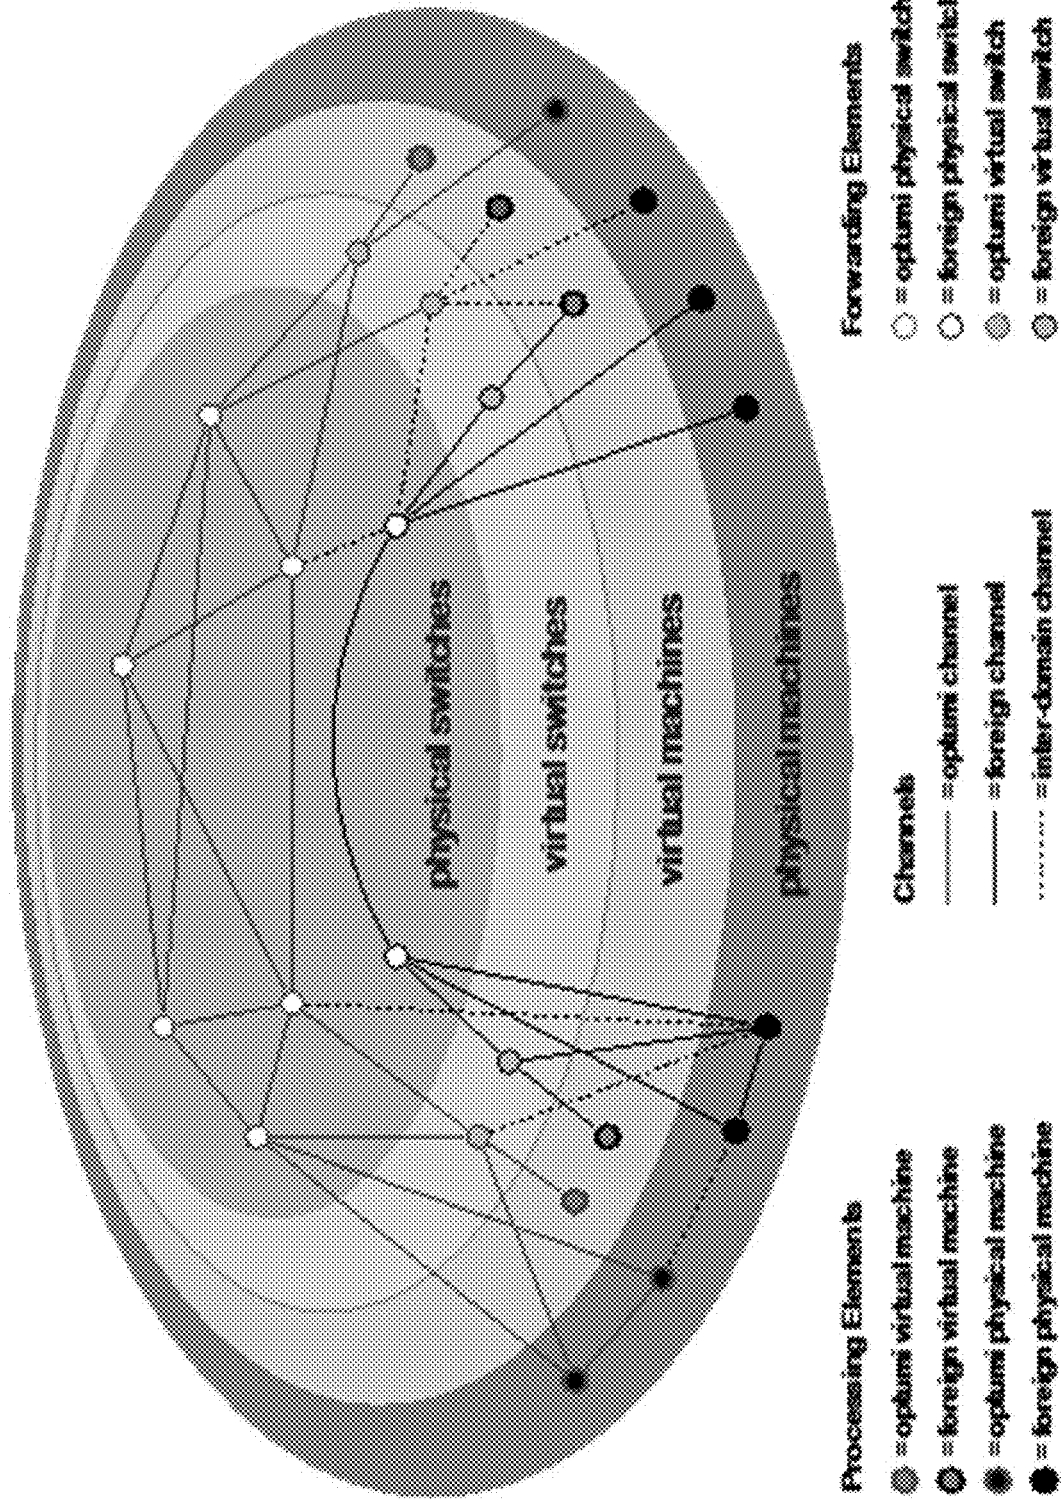 physical switches
virtual switches
virtual machines
physical machines
Processing Elements
= optumi virtual machine
= foreign virtual machine
= optumi physical machine
= foreign physical machine
Channels
=optumi channel
= foreign channel
= inter-domain channel
Forwarding Elements
= optumi physical switch
= foreign physical switch
= optumi virtual switch
= foreign virtual switch